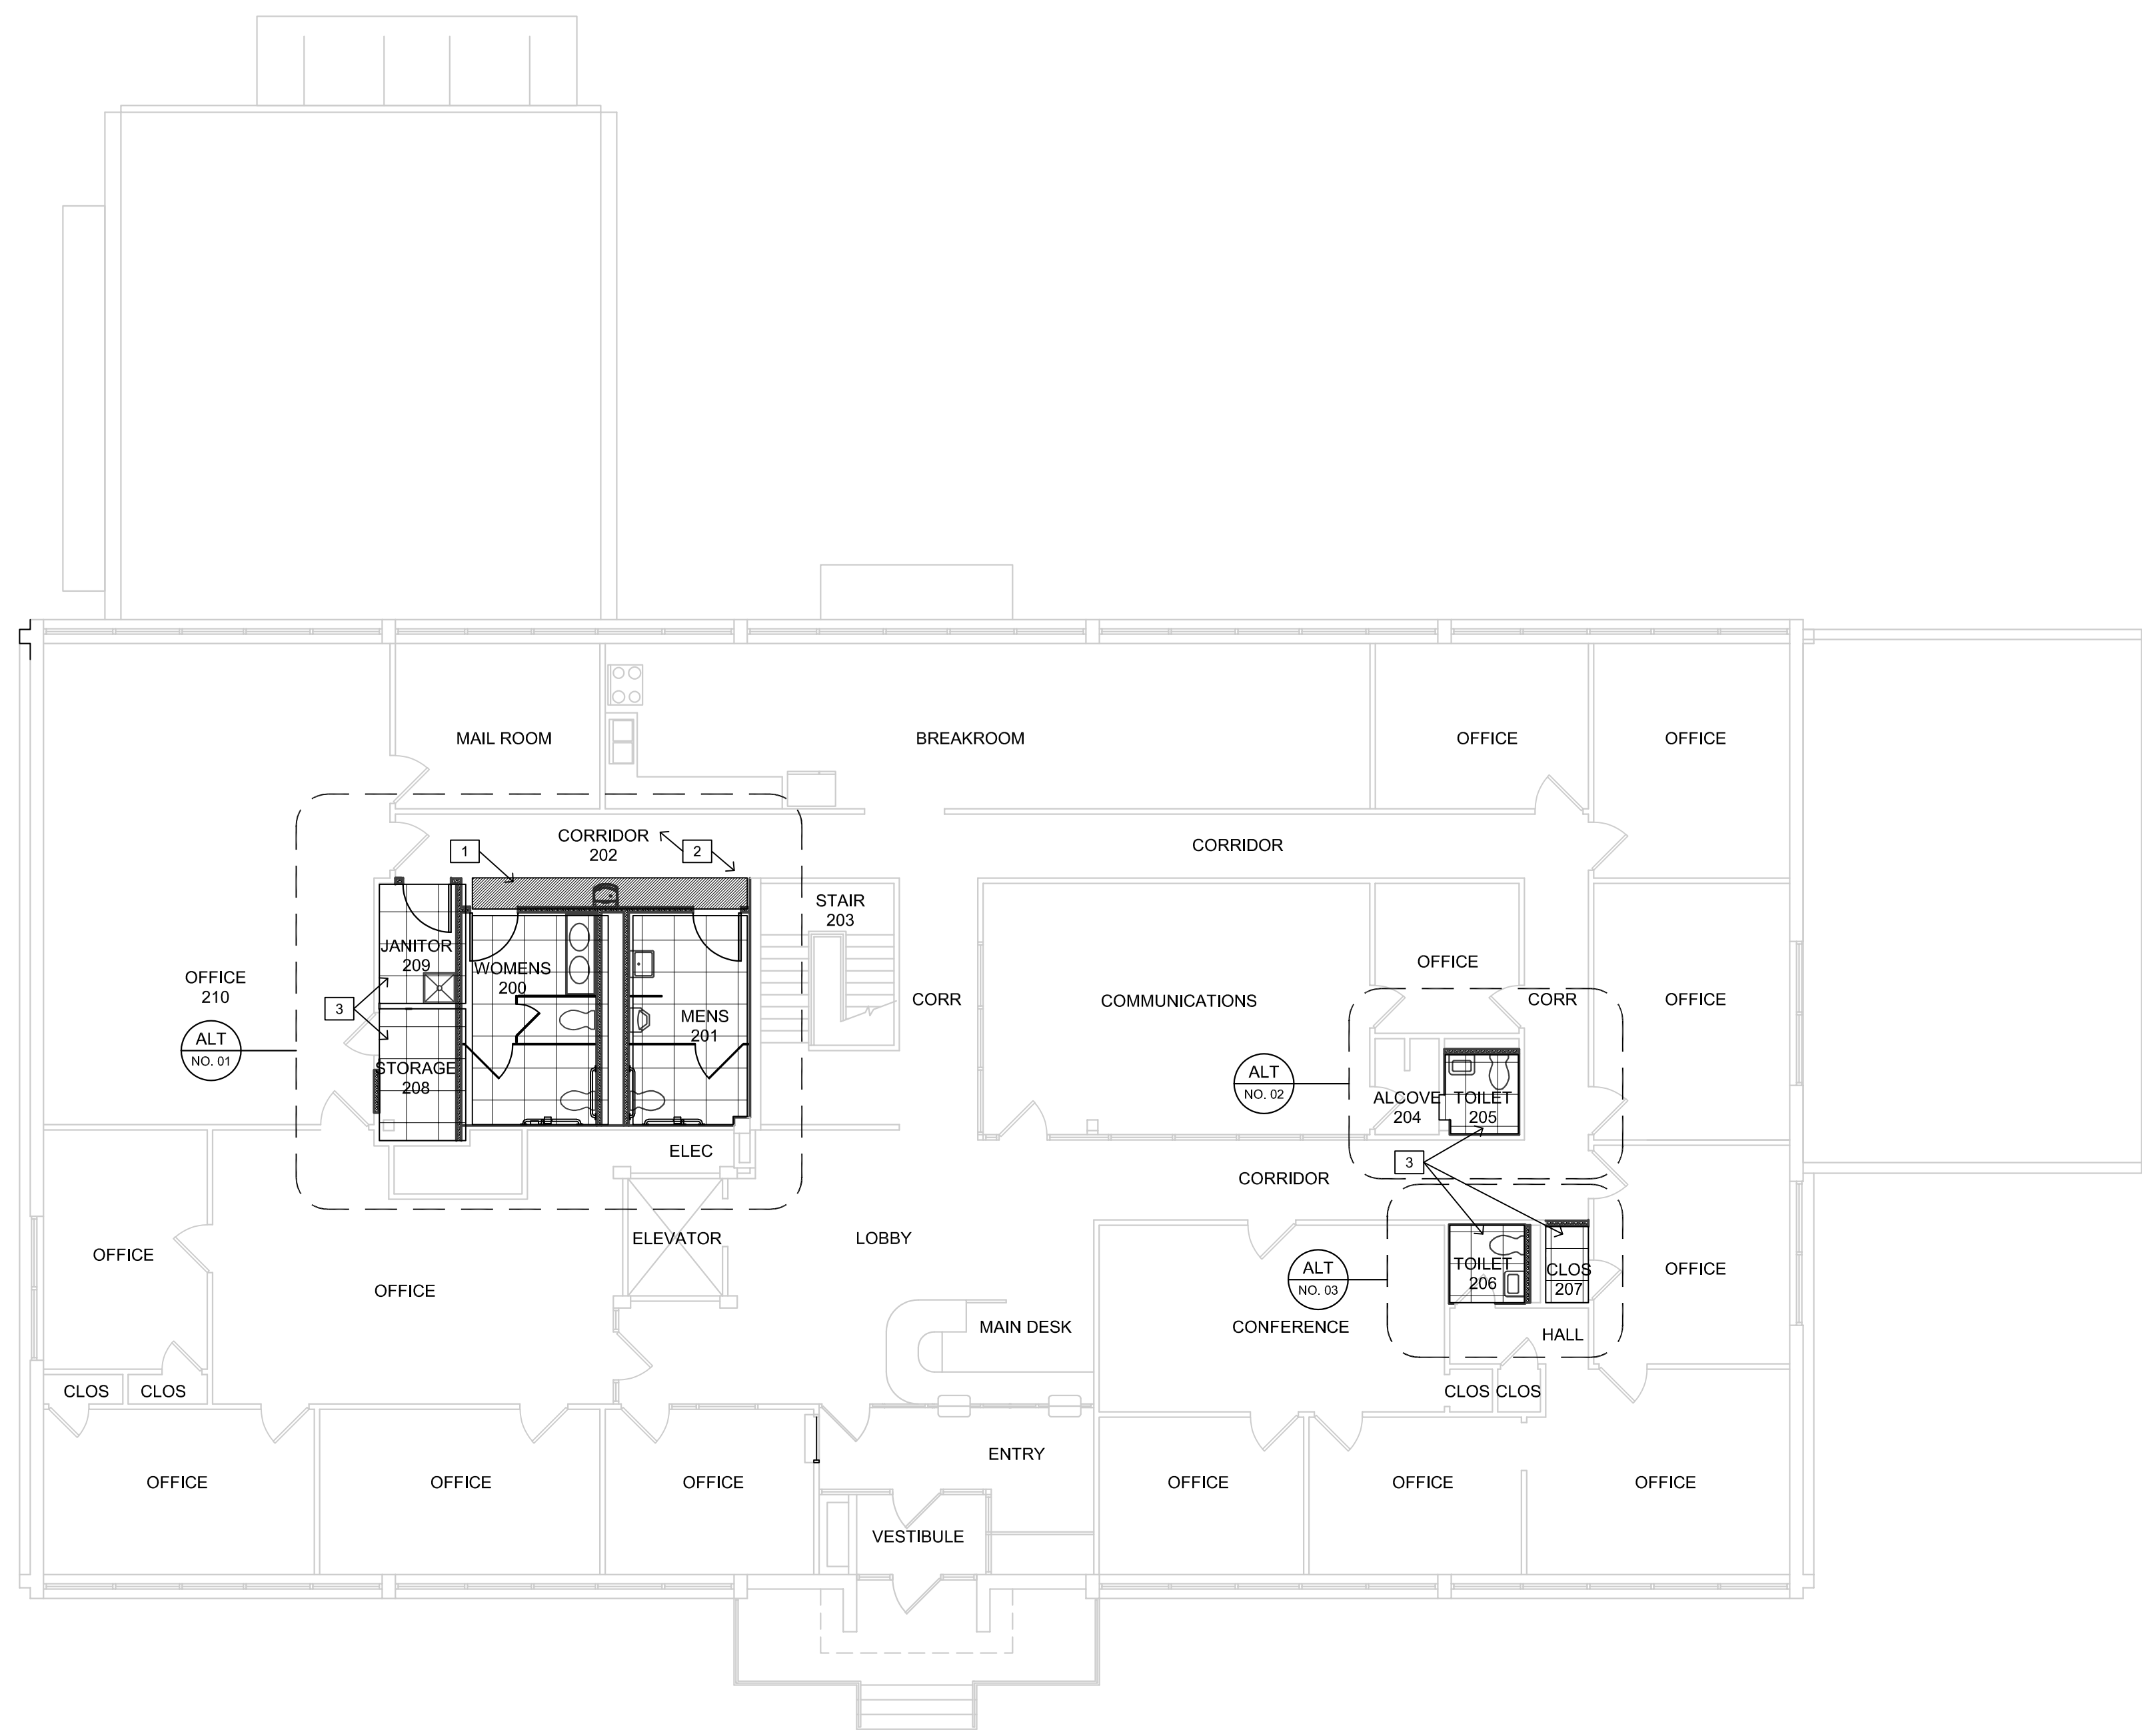 MAIL ROOM
BREAKROOM
OFFICE
OFFICE
CORRIDOR
202
1
2
CORRIDOR
STAIR
203
JANITOR
209
WOMENS
200
OFFICE
OFFICE
210
3
CORR
COMMUNICATIONS
CORR
OFFICE
MENS
201
ALT
NO. 01
STORAGE
208
ALT
NO. 02
ALCOVE
204
TOILET
205
ELEC
3
CORRIDOR
OFFICE
ELEVATOR
LOBBY
OFFICE
TOILET
206
CLOS
207
OFFICE
ALT
NO. 03
MAIN DESK
CONFERENCE
HALL
CLOS
CLOS
CLOS
CLOS
ENTRY
OFFICE
OFFICE
OFFICE
OFFICE
OFFICE
OFFICE
VESTIBULE